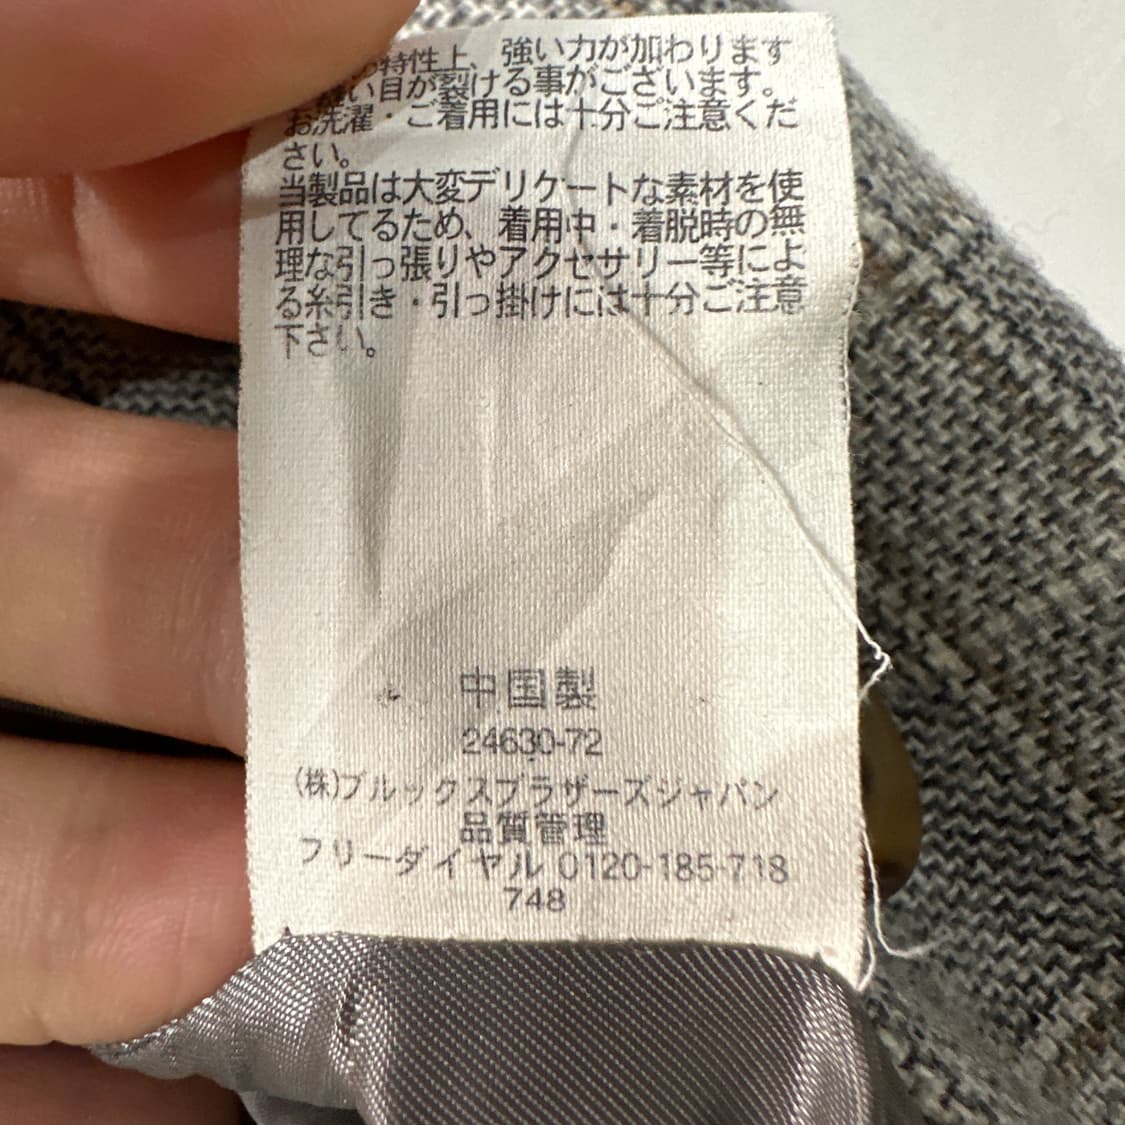 特性上、強い力が加わります
い目が裂ける事がございます。
お洗濯・ご着用には十分ご注意くだ
さい。
当製品は大変デリケートな素材を使
用してるため、着用中・着脱時の無
理な引っ張りやアクセサリー等によ
る糸引き・引っ掛けには十分ご注意
下さい。
中国製
24630-72
(株)ブルックスブラザーズジャパン
品質管理
フリーダイヤル 0120-185-718
748